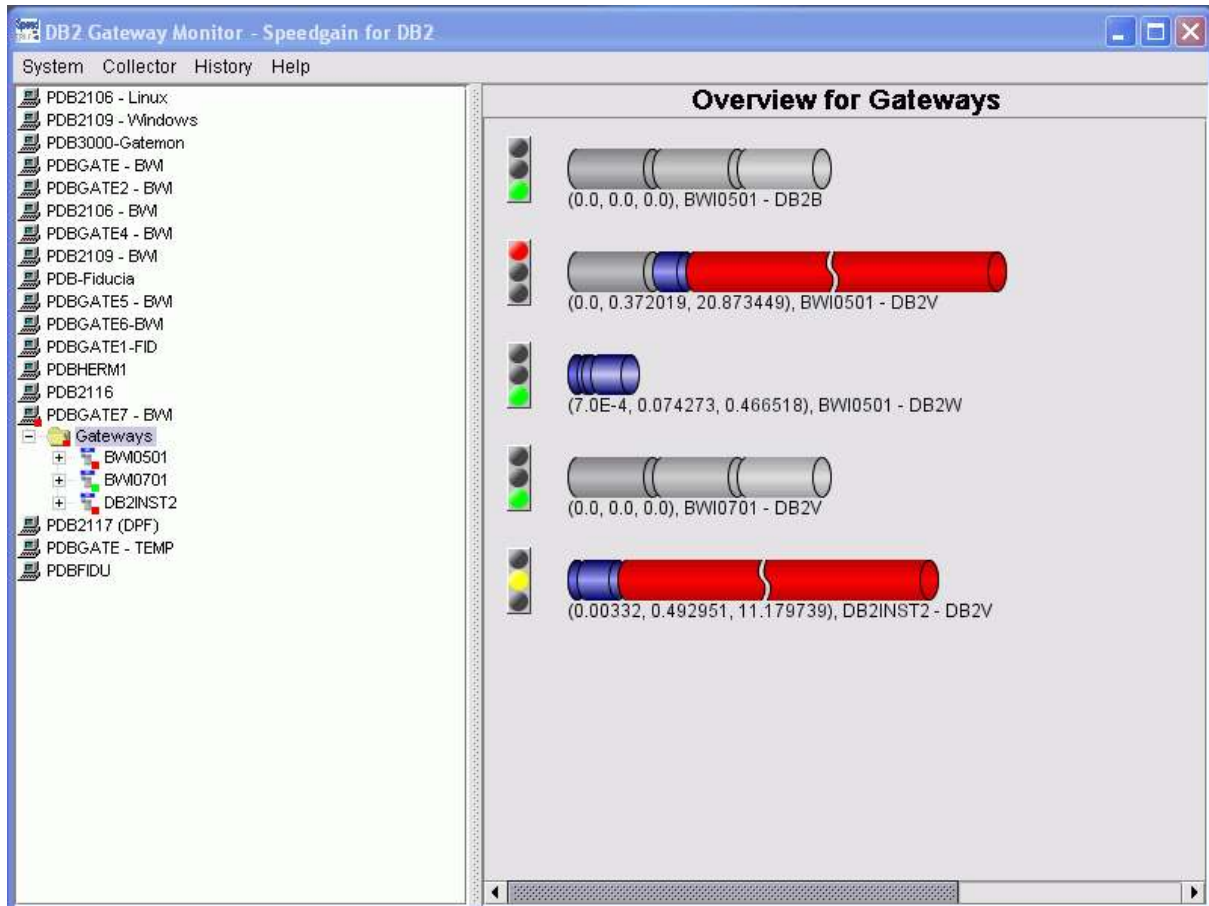 DB2 Gateway Monitor - Speedgain for DB2
System Collector History Help
PDB2106 - Linux
PDB2109 - Windows
PDB3000-Gatemon
PDBGATE - BWI
PDBGATE2 - BWI
PDB2106 - BWI
PDBGATE4 - BWI
PDB2109 - BWI
PDB-Fiducia
PDBGATE5 - BWI
PDBGATE6-BWI
PDBGATE1-FID
PDBHERM1
PDB2116
PDBGATE7 - BWI
Gateways
BWI0501
BWI0701
DB2INST2
PDB2117 (DPF)
PDBGATE - TEMP
PDBFIDU
Overview for Gateways
(0.0, 0.0, 0.0), BWI0501 - DB2B
(0.0, 0.372019, 20.873449), BWI0501 - DB2V
(7.0E-4, 0.074273, 0.466518), BWI0501 - DB2W
(0.0, 0.0, 0.0), BWI0701 - DB2V
(0.00332, 0.492951, 11.179739), DB2INST2 - DB2V